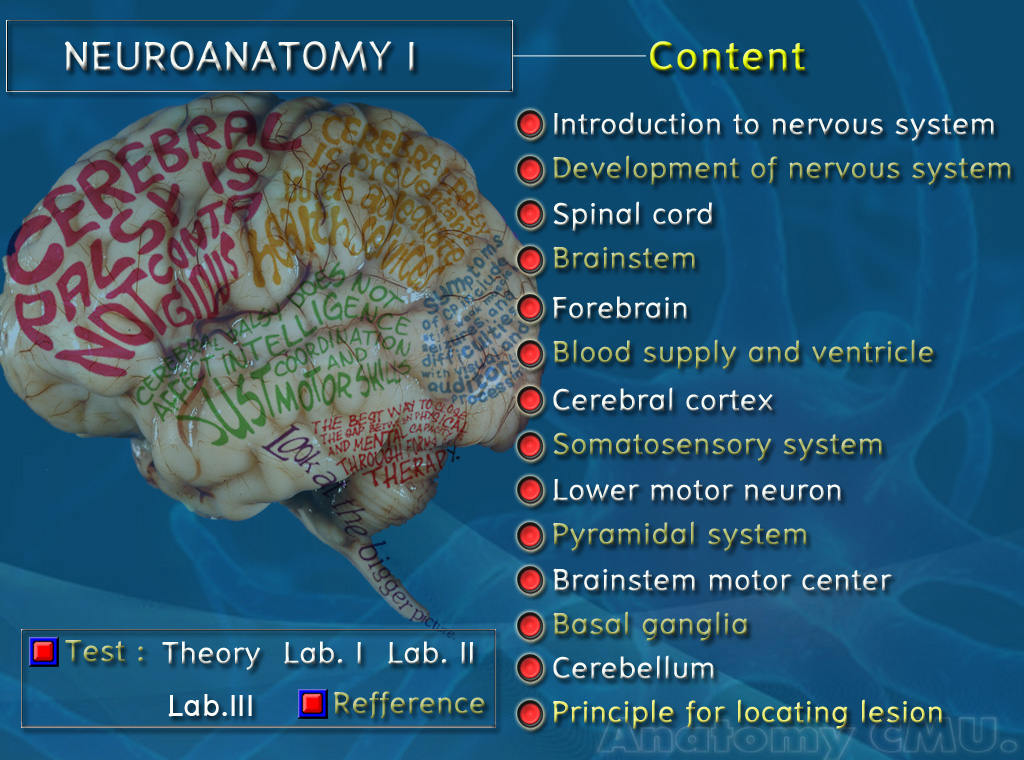 NEUROANATOMY I
Content
Introduction to nervous system
Development of nervous system
Spinal cord
Brainstem
Forebrain
Blood supply and ventricle
Cerebral cortex
Somatosensory system
Lower motor neuron
Pyramidal system
Brainstem motor center
Basal ganglia
Cerebellum
Principle for locating lesion
CEREBRAL
PALSY IS
NOT CONTA
GIOUS
CEREBRAL PALSY DOES NOT
AFFECT INTELLIGENCE
JUST COORDINATION
AND
MOTOR SKILLS
Symptoms
THE BEST WAY TO CLOSE
THE GAP BETWEEN PHYSICAL
AND MENTAL CAPACITY
THROUGH
THERAPY.
Look at the bigger picture.
Test : Theory Lab. I Lab. II
Lab.III Refference
Anatomy CMU.